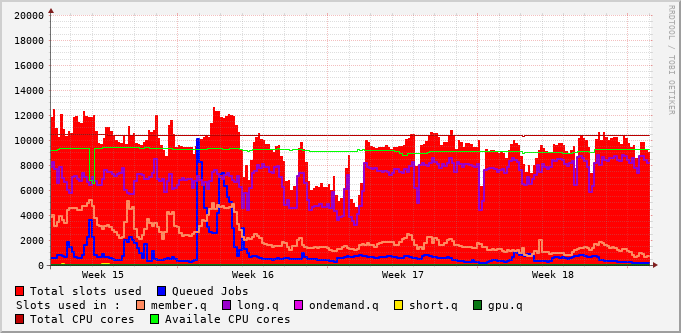 RRDTOOL / TOBI OETIKER
20000
18000
16000
14000
12000
10000
8000
6000
4000
2000
0
Week 15 Week 16 Week 17 Week 18
Total slots used Queued Jobs
Slots used in : member.q long.q ondemand.q short.q gpu.q
Total CPU cores Availale CPU cores